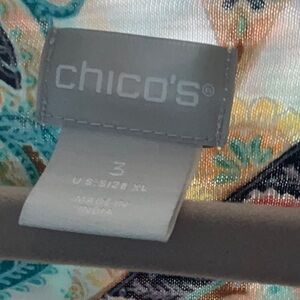 chico's®
3
U S:SIZE XL
MADE IN
INDIA